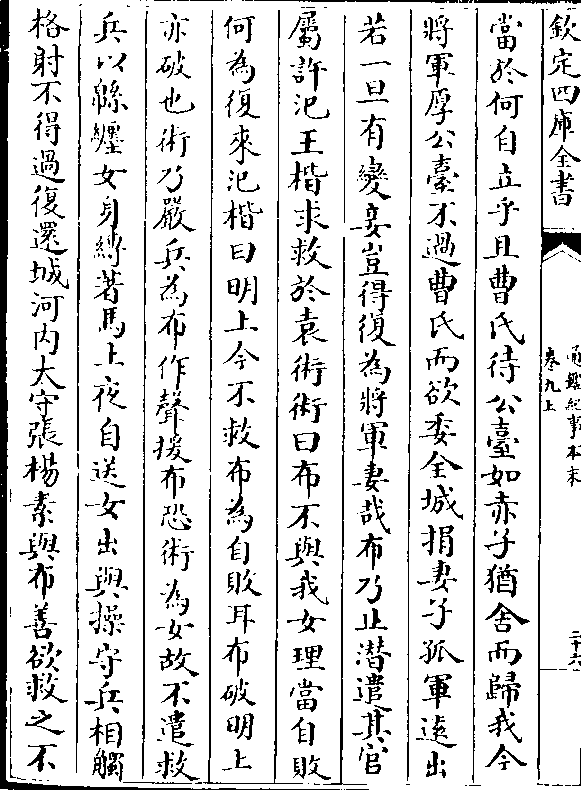 欽定四庫全書
通鑑紀事本末
卷九上
二十六
當於何自立乎且曹氏待公臺如赤子猶舍而歸我今
將軍厚公臺不過曹氏而欲委全城捐妻子孤軍遠出
若一旦有變妾豈得復為將軍妻哉布乃止潜遣其官
屬許汜王楷求救於袁術術曰布不與我女理當自敗
何為復來汜楷曰明上今不救布為自敗耳布破明上
亦破也術乃嚴兵為布作聲援布恐術為女故不遣救
兵以緜纒女身縛著馬上夜自送女出與操守兵相觸
格射不得過復還城河内大守張楊素與布善欲救之不